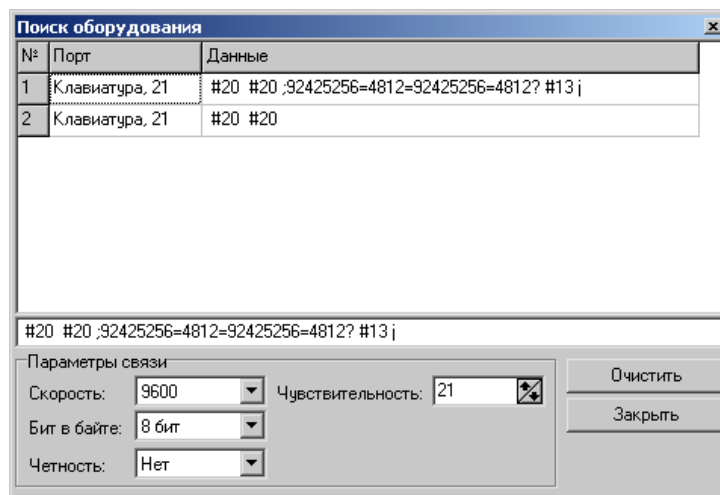 Поиск оборудования
№ Порт Данные
1 Клавиатура, 21 #20 #20 ;92425256=4812=92425256=4812? #13 j
2 Клавиатура, 21 #20 #20
#20 #20 ;92425256=4812=92425256=4812? #13 j
Параметры связи
Скорость: 9600 Чувствительность: 21 Очистить
Бит в байте: 8 бит Закрыть
Четность: Нет